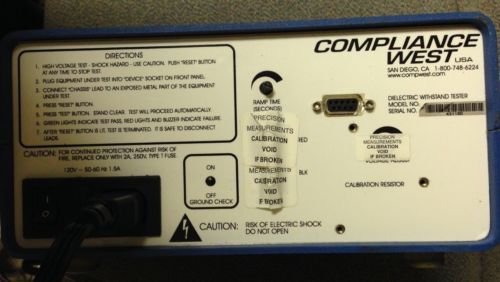 DIRECTIONS
1. HIGH VOLTAGE TEST - SHOCK HAZARD - USE CAUTION. PUSH "RESET" BUTTON
AT ANY TIME TO STOP TEST.
2. PLUG EQUIPMENT UNDER TEST INTO "DEVICE" SOCKET ON FRONT PANEL.
3. CONNECT "CHASSIS" LEAD TO AN EXPOSED METAL PART OF THE EQUIPMENT
UNDER TEST.
4. PRESS "RESET" BUTTON.
5. PRESS "TEST" BUTTON. STAND CLEAR. TEST WILL PROCEED AUTOMATICALLY.
6. GREEN LIGHTS INDICATE TEST PASS, RED LIGHTS AND BUZZER INDICATE FAILURE.
7. AFTER "RESET" BUTTON IS LIT, TEST IS TERMINATED. IT IS SAFE TO DISCONNECT
LEADS.
CAUTION: FOR CONTINUED PROTECTION AGAINST RISK OF
FIRE, REPLACE ONLY WITH 2A, 250V, TYPE 1 FUSE
120V ~ 50-60 Hz 1.5A
ON
OFF
GROUND CHECK
CAUTION: RISK OF ELECTRIC SHOCK
DO NOT OPEN
RAMP TIME
(SECONDS)
PRECISION
MEASUREMENTS
CALIBRATION
VOID
IF BROKEN
MEASUREMENTS
CALIBRATION
VOID
IF BROKEN
RED
BLK
COMPLIANCE
WEST USA
SAN DIEGO, CA 1-800-748-6224
www.compwest.com
DIELECTRIC WITHSTAND TESTER
MODEL NO.
SERIAL NO.
PRECISION
MEASUREMENTS
CALIBRATION
VOID
IF BROKEN
CALIBRATION RESISTOR